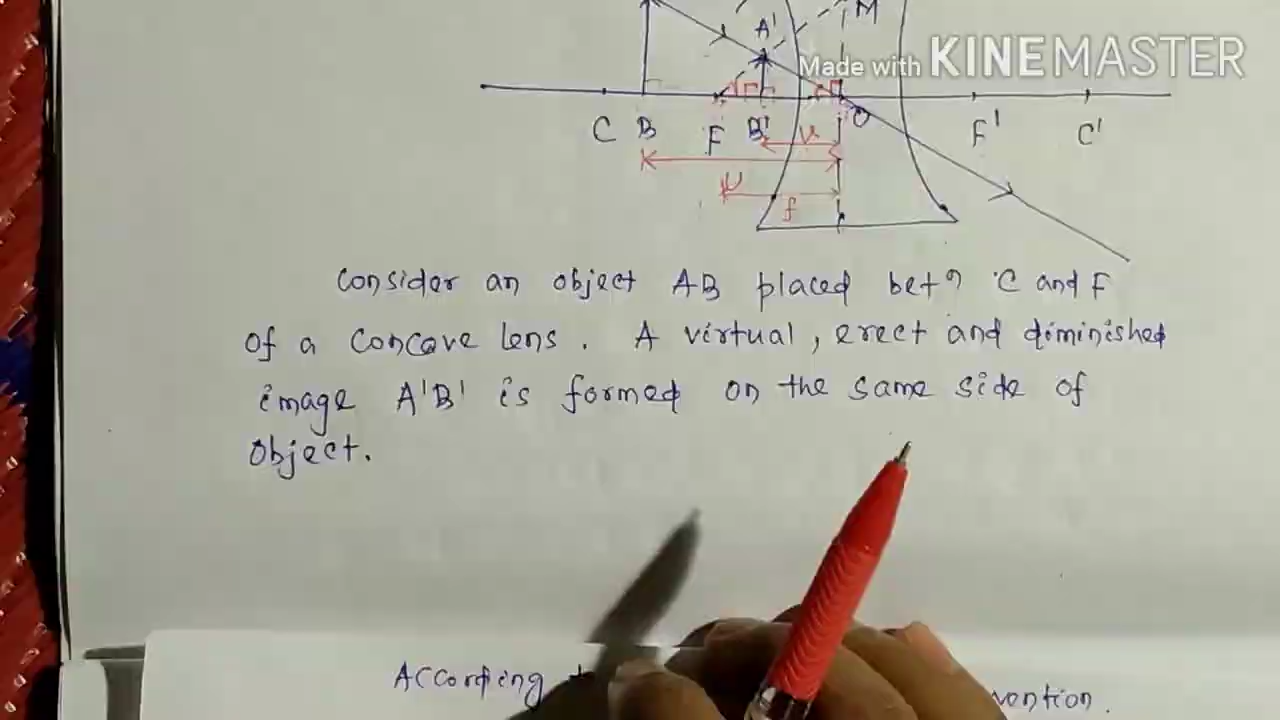 M
A'
Made with KINEMASTER
C B F B' O F' C'
v
u
f
Consider an object AB placed betn C and F
of a concave lens. A virtual, erect and diminished
image A'B' is formed on the same side of
object.
According